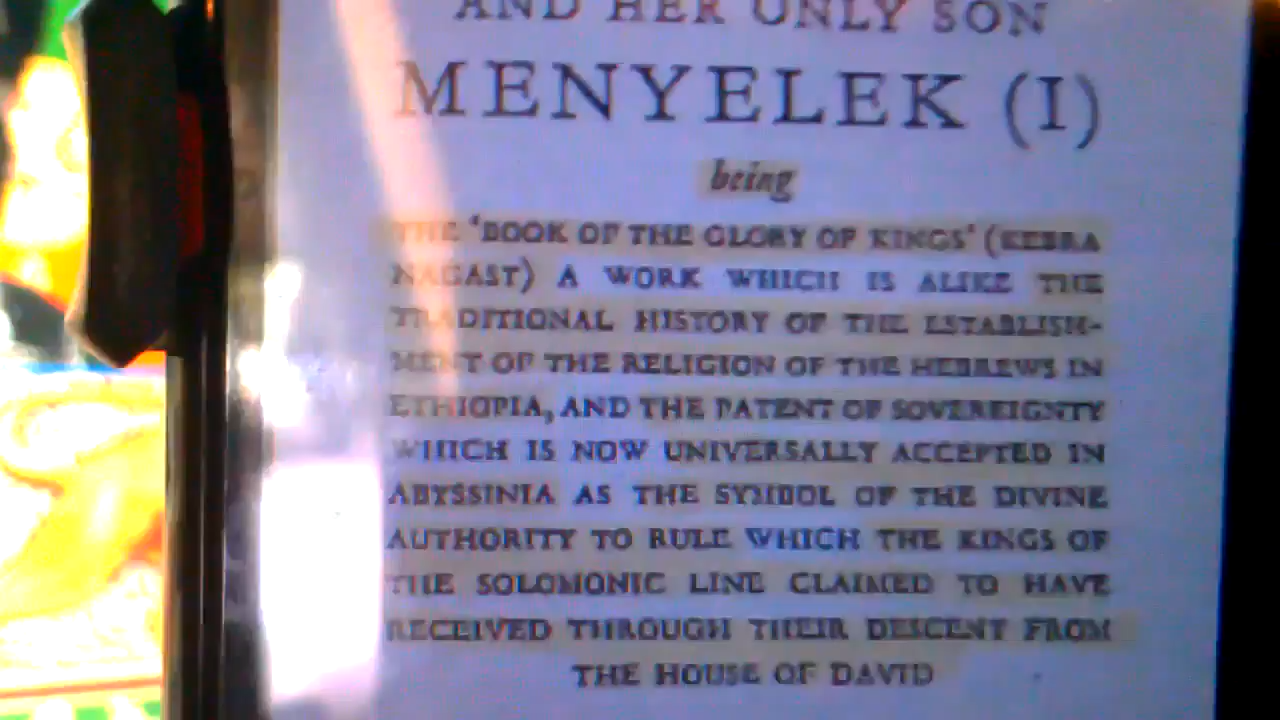 AND HER ONLY SON
MENYELEK (I)
being
THE 'BOOK OF THE GLORY OF KINGS' (KEBRA
NAGAST) A WORK WHICH IS ALIKE THE
TRADITIONAL HISTORY OF THE ESTABLISH-
MENT OF THE RELIGION OF THE HEBREWS IN
ETHIOPIA, AND THE PATENT OF SOVEREIGNTY
WHICH IS NOW UNIVERSALLY ACCEPTED IN
ABYSSINIA AS THE SYMBOL OF THE DIVINE
AUTHORITY TO RULE WHICH THE KINGS OF
THE SOLOMONIC LINE CLAIMED TO HAVE
RECEIVED THROUGH THEIR DESCENT FROM
THE HOUSE OF DAVID